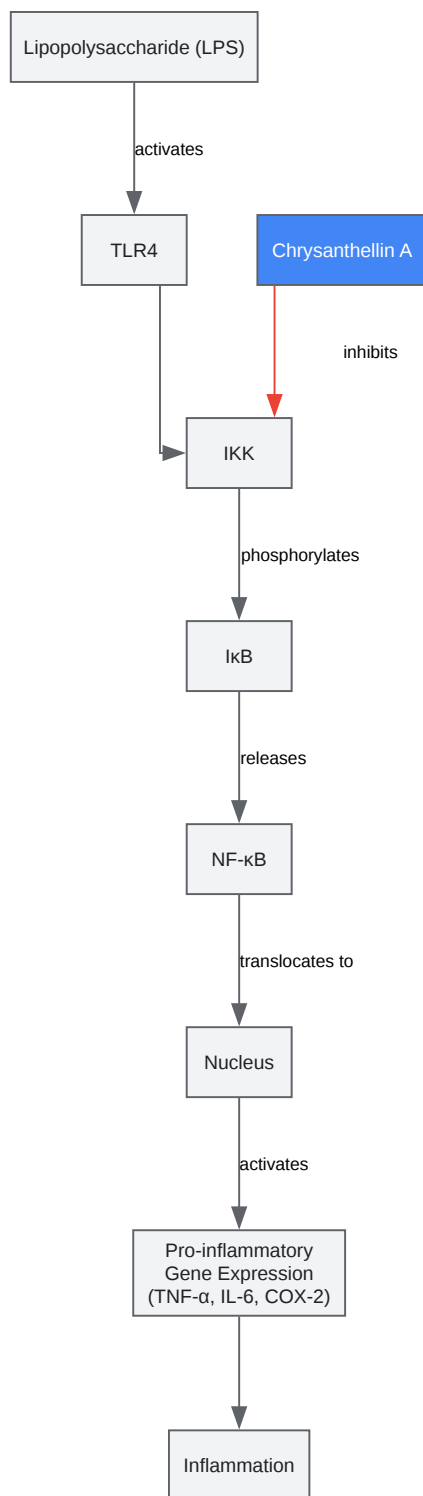 Lipopolysaccharide (LPS)
activates
TLR4
Chrysanthellin A
inhibits
IKK
phosphorylates
IκB
releases
NF-κB
translocates to
Nucleus
activates
Pro-inflammatory
Gene Expression
(TNF-α, IL-6, COX-2)
Inflammation